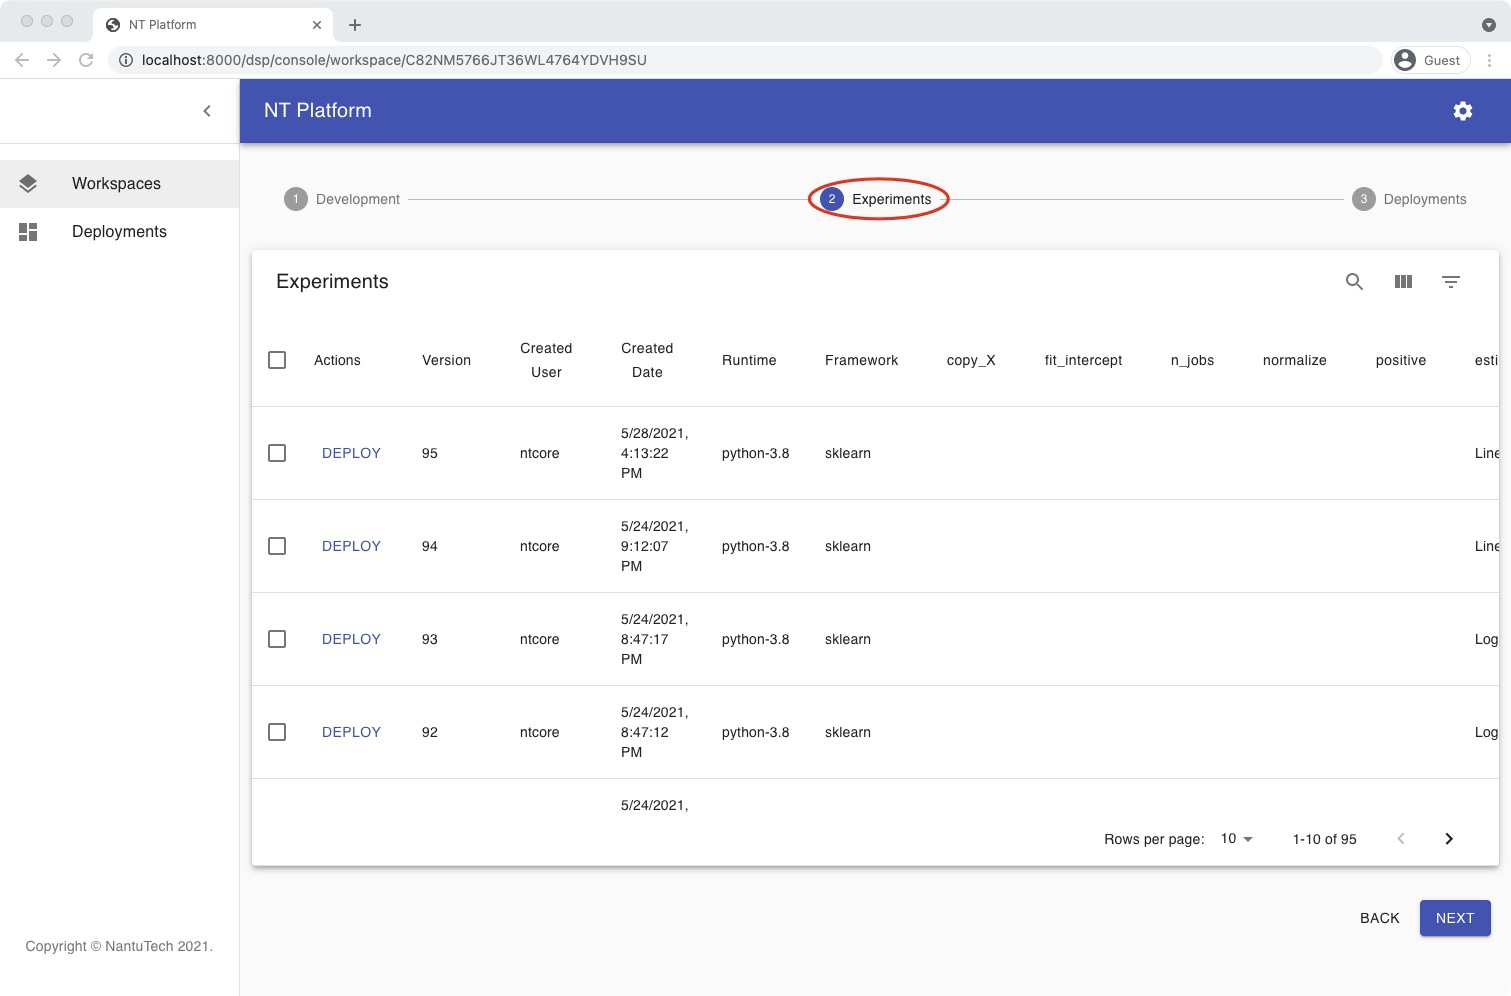 NT Platform
localhost:8000/dsp/console/workspace/C82NM5766JT36WL4764YDVH9SU
Guest
NT Platform
Workspaces
Deployments
1 Development
2 Experiments
3 Deployments
Experiments
Actions Version Created User Created Date Runtime Framework copy_X fit_intercept n_jobs normalize positive esti
DEPLOY 95 ntcore 5/28/2021, 4:13:22 PM python-3.8 sklearn Line
DEPLOY 94 ntcore 5/24/2021, 9:12:07 PM python-3.8 sklearn Line
DEPLOY 93 ntcore 5/24/2021, 8:47:17 PM python-3.8 sklearn Log
DEPLOY 92 ntcore 5/24/2021, 8:47:12 PM python-3.8 sklearn Log
5/24/2021,
Rows per page: 10 1-10 of 95
BACK NEXT
Copyright © NantuTech 2021.